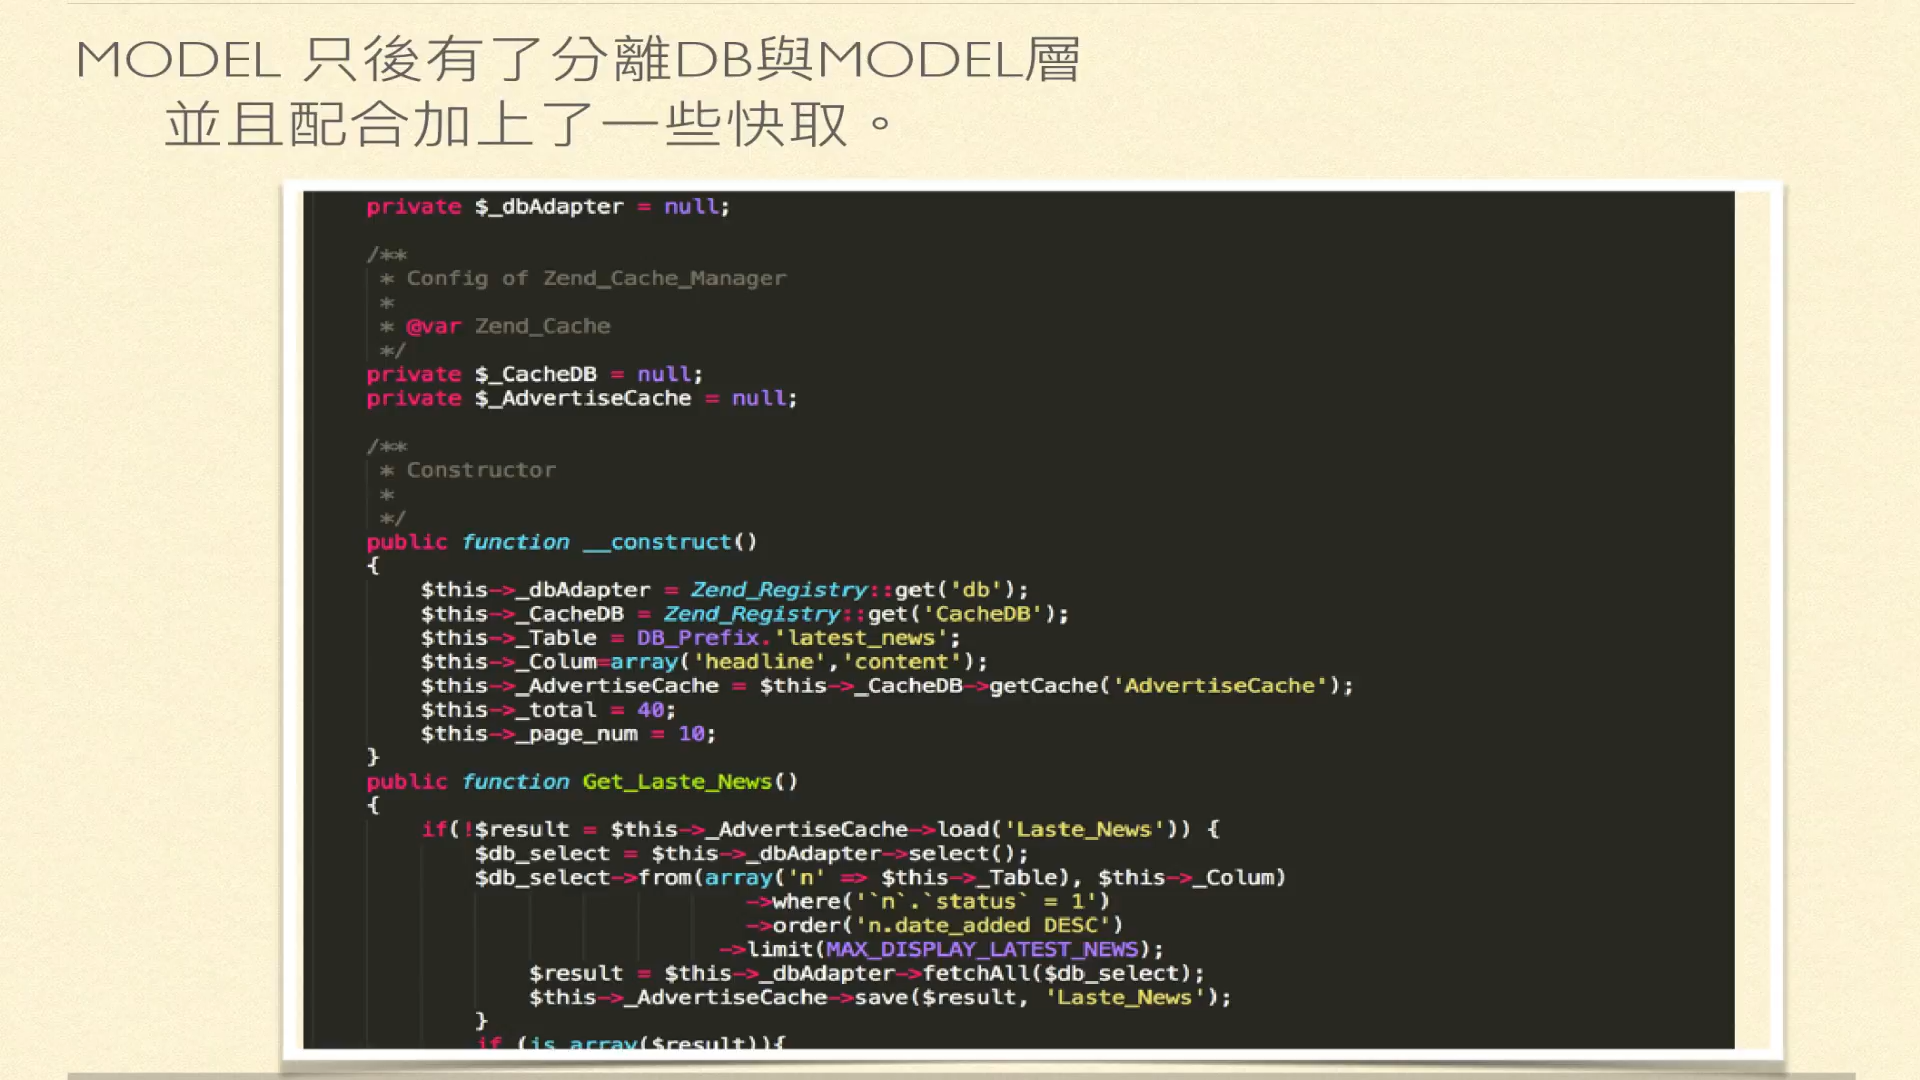 MODEL 只後有了分離DB與MODEL層
並且配合加上了一些快取。
private $_dbAdapter = null;
/**
* Config of Zend_Cache_Manager
*
* @var Zend_Cache
*/
private $_CacheDB = null;
private $_AdvertiseCache = null;
/**
* Constructor
*
*/
public function __construct()
{
$this->_dbAdapter = Zend_Registry::get('db');
$this->_CacheDB = Zend_Registry::get('CacheDB');
$this->_Table = DB_Prefix.'latest_news';
$this->_Colum=array('headline','content');
$this->_AdvertiseCache = $this->_CacheDB->getCache('AdvertiseCache');
$this->_total = 40;
$this->_page_num = 10;
}
public function Get_Laste_News()
{
if(!$result = $this->_AdvertiseCache->load('Laste_News')) {
$db_select = $this->_dbAdapter->select();
$db_select->from(array('n' => $this->_Table), $this->_Colum)
->where('`n`.`status` = 1')
->order('n.date_added DESC')
->limit(MAX_DISPLAY_LATEST_NEWS);
$result = $this->_dbAdapter->fetchAll($db_select);
$this->_AdvertiseCache->save($result, 'Laste_News');
}
if (is_array($result)){